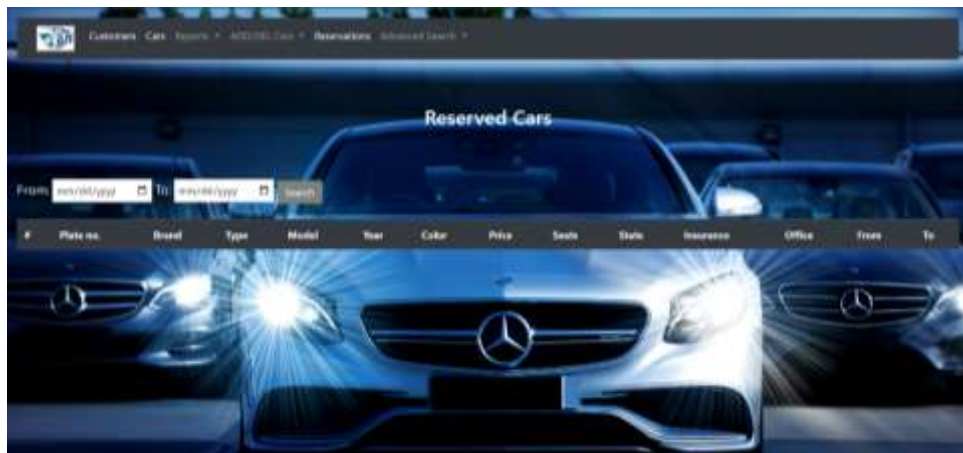 Customers Cars Reports ADD/DEL Cars Reservations Advanced Search
Reserved Cars
From mm/dd/yyyy To mm/dd/yyyy Search
# Plate no. Brand Type Model Year Color Price Seats State Insurance Office From To